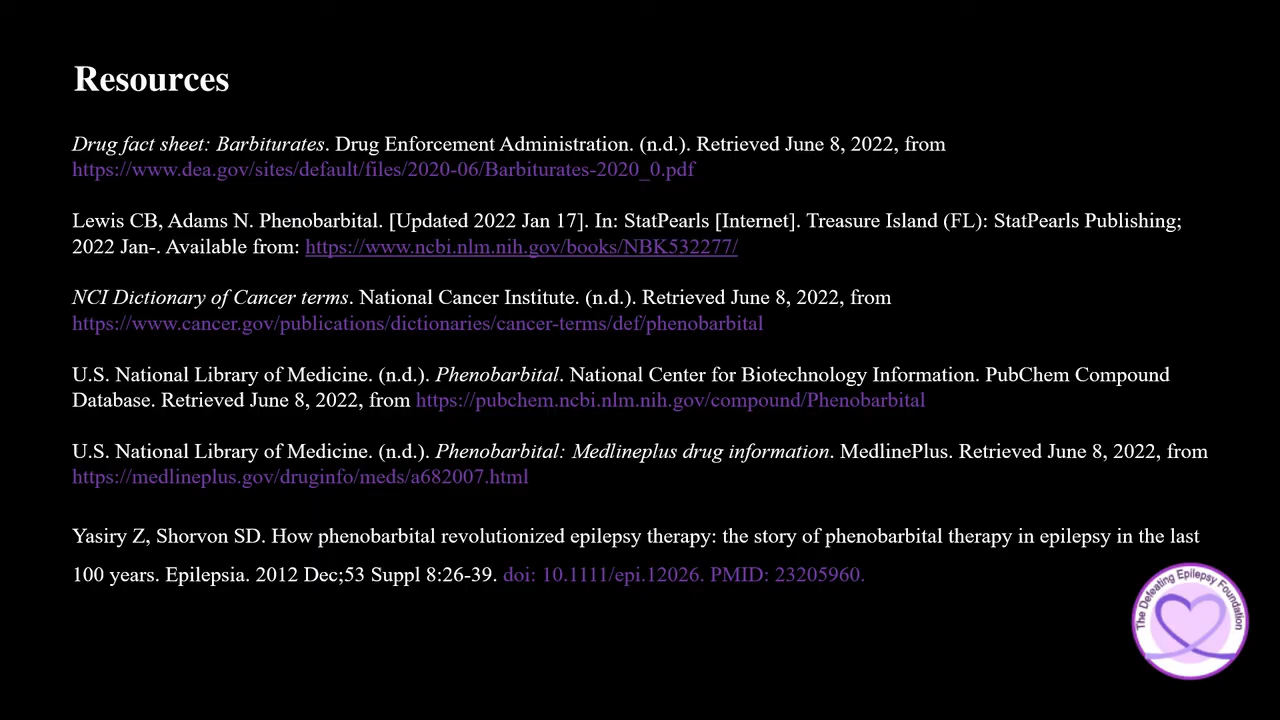 Resources
Drug fact sheet: Barbiturates. Drug Enforcement Administration. (n.d.). Retrieved June 8, 2022, from
https://www.dea.gov/sites/default/files/2020-06/Barbiturates-2020_0.pdf
Lewis CB, Adams N. Phenobarbital. [Updated 2022 Jan 17]. In: StatPearls [Internet]. Treasure Island (FL): StatPearls Publishing;
2022 Jan-. Available from: https://www.ncbi.nlm.nih.gov/books/NBK532277/
NCI Dictionary of Cancer terms. National Cancer Institute. (n.d.). Retrieved June 8, 2022, from
https://www.cancer.gov/publications/dictionaries/cancer-terms/def/phenobarbital
U.S. National Library of Medicine. (n.d.). Phenobarbital. National Center for Biotechnology Information. PubChem Compound
Database. Retrieved June 8, 2022, from https://pubchem.ncbi.nlm.nih.gov/compound/Phenobarbital
U.S. National Library of Medicine. (n.d.). Phenobarbital: Medlineplus drug information. MedlinePlus. Retrieved June 8, 2022, from
https://medlineplus.gov/druginfo/meds/a682007.html
Yasiry Z, Shorvon SD. How phenobarbital revolutionized epilepsy therapy: the story of phenobarbital therapy in epilepsy in the last
100 years. Epilepsia. 2012 Dec;53 Suppl 8:26-39. doi: 10.1111/epi.12026. PMID: 23205960.
The Defeating Epilepsy Foundation